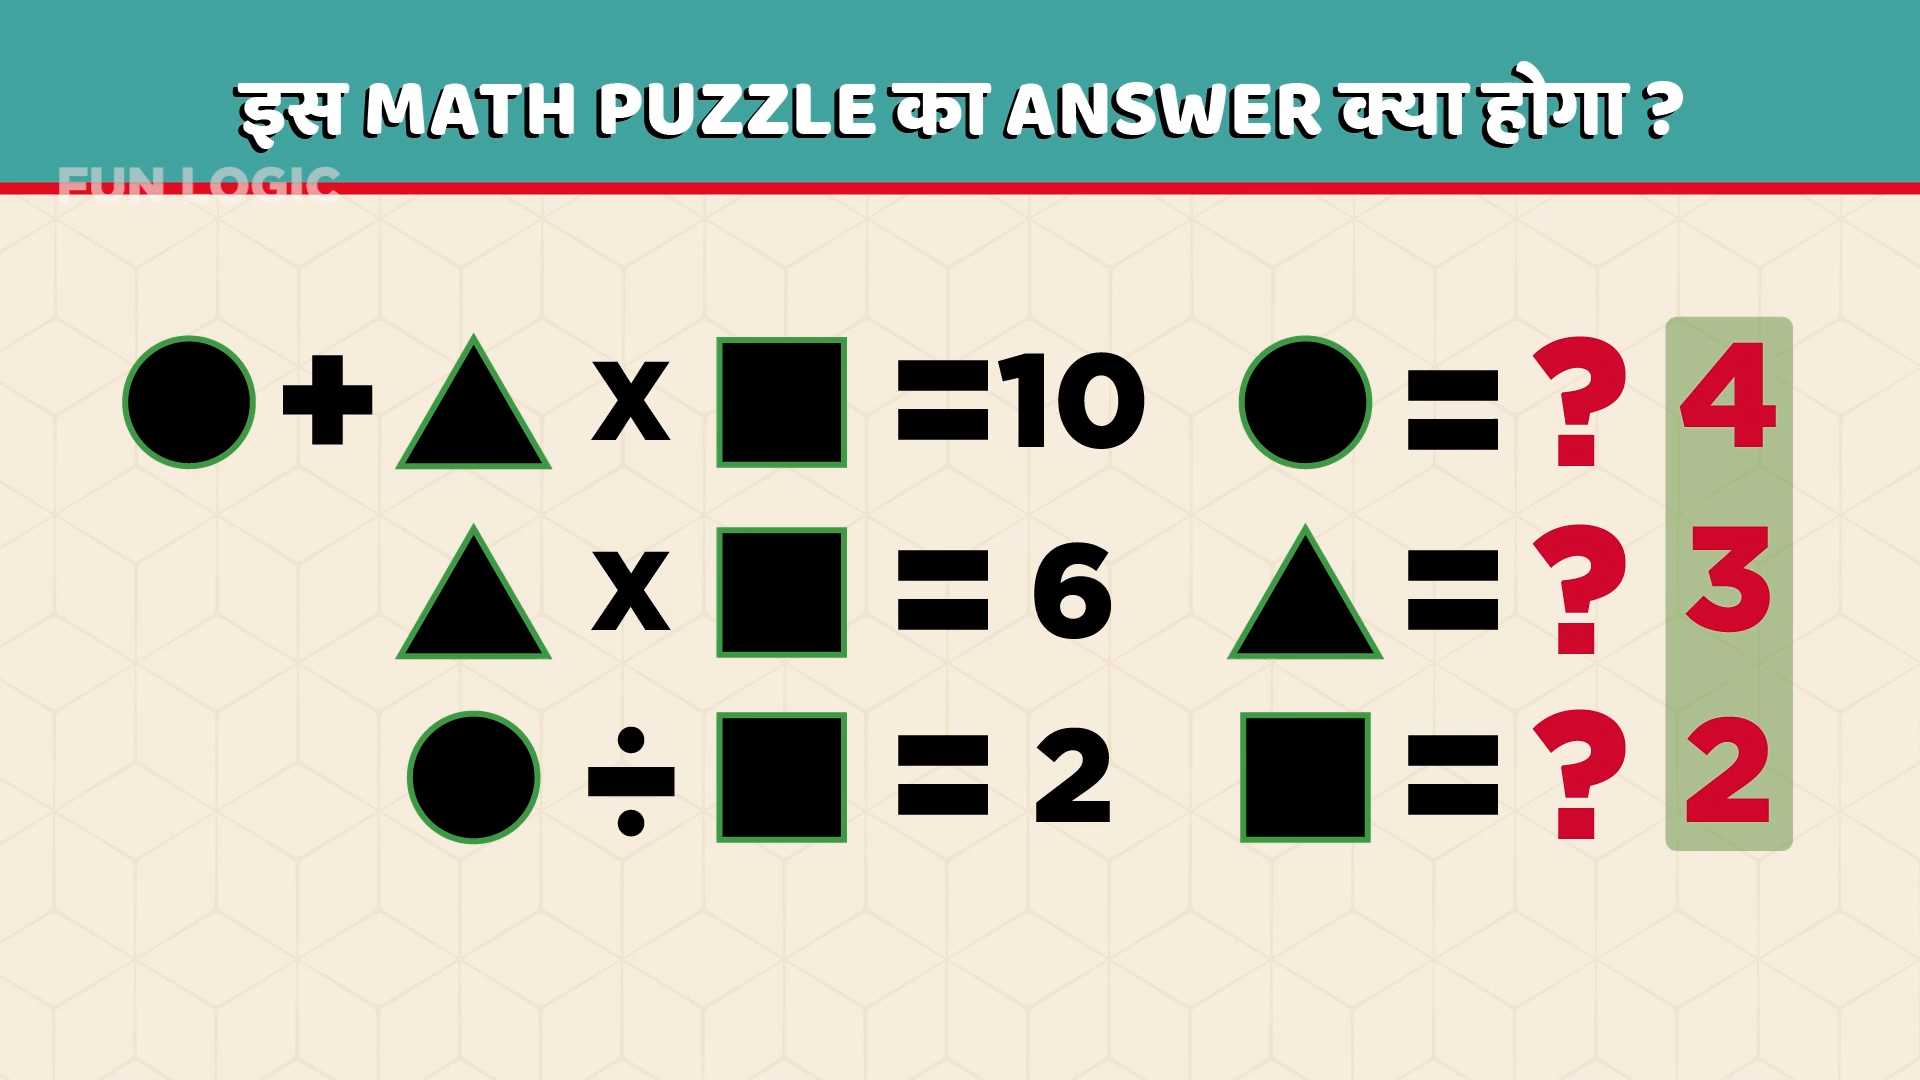 इस MATH PUZZLE का ANSWER क्या होगा ?
FUN LOGIC
+ x =10 = ? 4
x = 6 = ? 3
÷ = 2 = ? 2